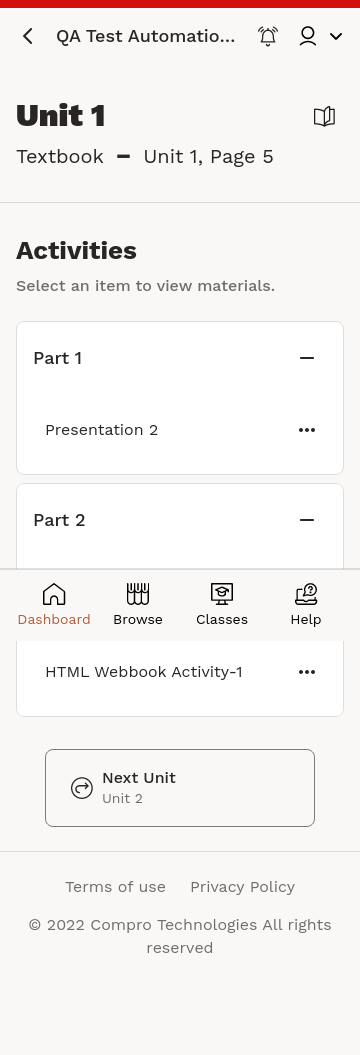 QA Test Automatio...
Unit 1
Textbook – Unit 1, Page 5
Activities
Select an item to view materials.
Part 1
Presentation 2
Part 2
Dashboard Browse Classes Help
HTML Webbook Activity-1
Next Unit
Unit 2
Terms of use Privacy Policy
© 2022 Compro Technologies All rights
reserved